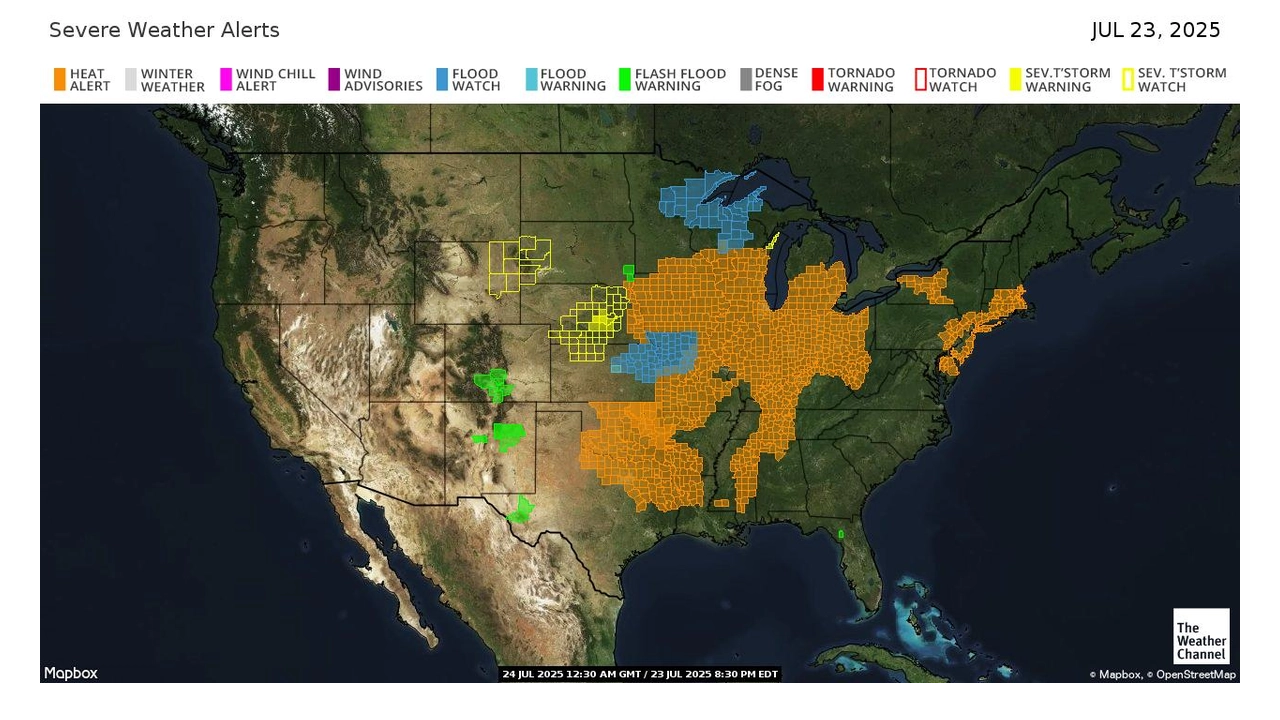 Severe Weather Alerts
JUL 23, 2025
HEAT
ALERT
WINTER
WEATHER
WIND CHILL
ALERT
WIND
ADVISORIES
FLOOD
WATCH
FLOOD
WARNING
FLASH FLOOD
WARNING
DENSE
FOG
TORNADO
WARNING
TORNADO
WATCH
SEV.T'STORM
WARNING
SEV. T'STORM
WATCH
The
Weather
Channel
Mapbox
24 JUL 2025 12:30 AM GMT / 23 JUL 2025 8:30 PM EDT
© Mapbox, © OpenStreetMap